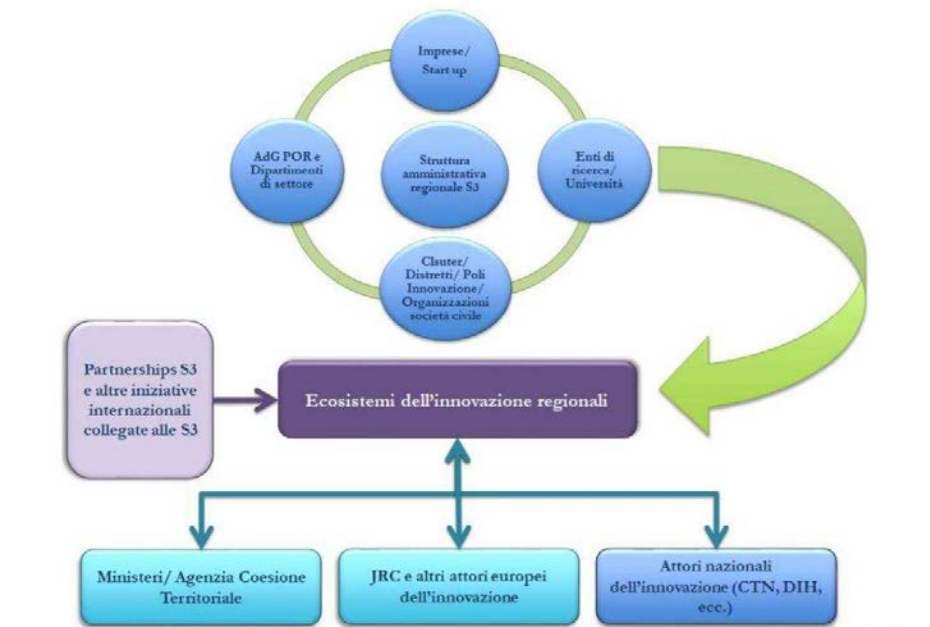 Imprese/
Start up
AdG POR e
Dipartimenti
di settore
Struttura
amministrativa
regionale S3
Enti di
ricerca/
Università
Clsuter/
Distretti/ Poli
Innovazione/
Organizzazioni
società civile
Partnerships S3
e altre iniziative
internazionali
collegate alle S3
Ecosistemi dell'innovazione regionali
Ministeri/ Agenzia Coesione
Territoriale
JRC e altri attori europei
dell'innovazione
Attori nazionali
dell'innovazione (CTN, DIH,
ecc.)